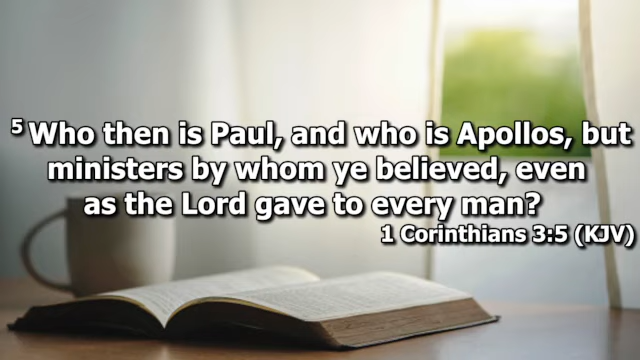 5 Who then is Paul, and who is Apollos, but
ministers by whom ye believed, even
as the Lord gave to every man?
1 Corinthians 3:5 (KJV)